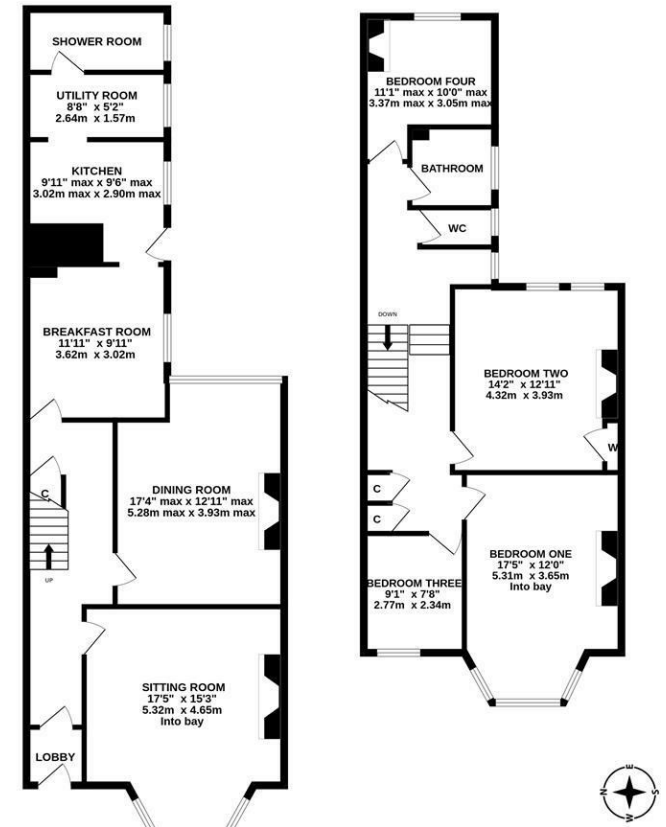 SHOWER ROOM
UTILITY ROOM
8'8" x 5'2"
2.64m x 1.57m
KITCHEN
9'11" max x 9'6" max
3.02m max x 2.90m max
BREAKFAST ROOM
11'11" x 9'11"
3.62m x 3.02m
C
UP
DINING ROOM
17'4" max x 12'11" max
5.28m max x 3.93m max
SITTING ROOM
17'5" x 15'3"
5.32m x 4.65m
Into bay
LOBBY
BEDROOM FOUR
11'1" max x 10'0" max
3.37m max x 3.05m max
BATHROOM
WC
DOWN
BEDROOM TWO
14'2" x 12'11"
4.32m x 3.93m
W
C
C
BEDROOM ONE
17'5" x 12'0"
5.31m x 3.65m
Into bay
BEDROOM THREE
9'1" x 7'8"
2.77m x 2.34m
E
N
S
W